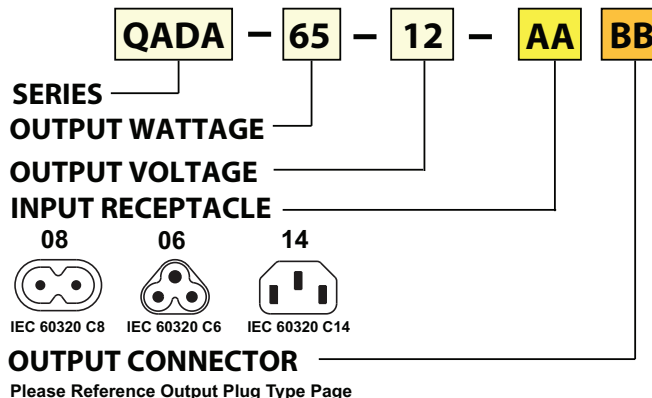 QADA – 65 – 12 – AA BB
SERIES
OUTPUT WATTAGE
OUTPUT VOLTAGE
INPUT RECEPTACLE
08 06 14
IEC 60320 C8 IEC 60320 C6 IEC 60320 C14
OUTPUT CONNECTOR
Please Reference Output Plug Type Page